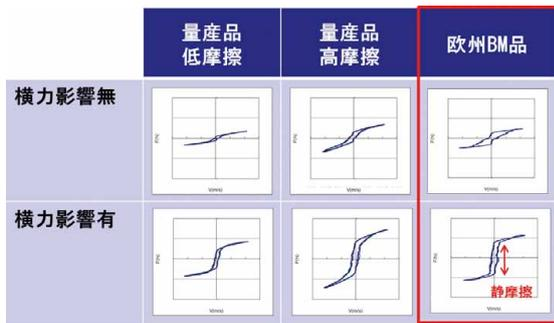 量産品
低摩擦
量産品
高摩擦
欧州BM品
横力影響無
F(N)
V(m/s)
F(N)
V(m/s)
F(N)
V(m/s)
横力影響有
F(N)
V(m/s)
F(N)
V(m/s)
F(N)
V(m/s)
静摩擦